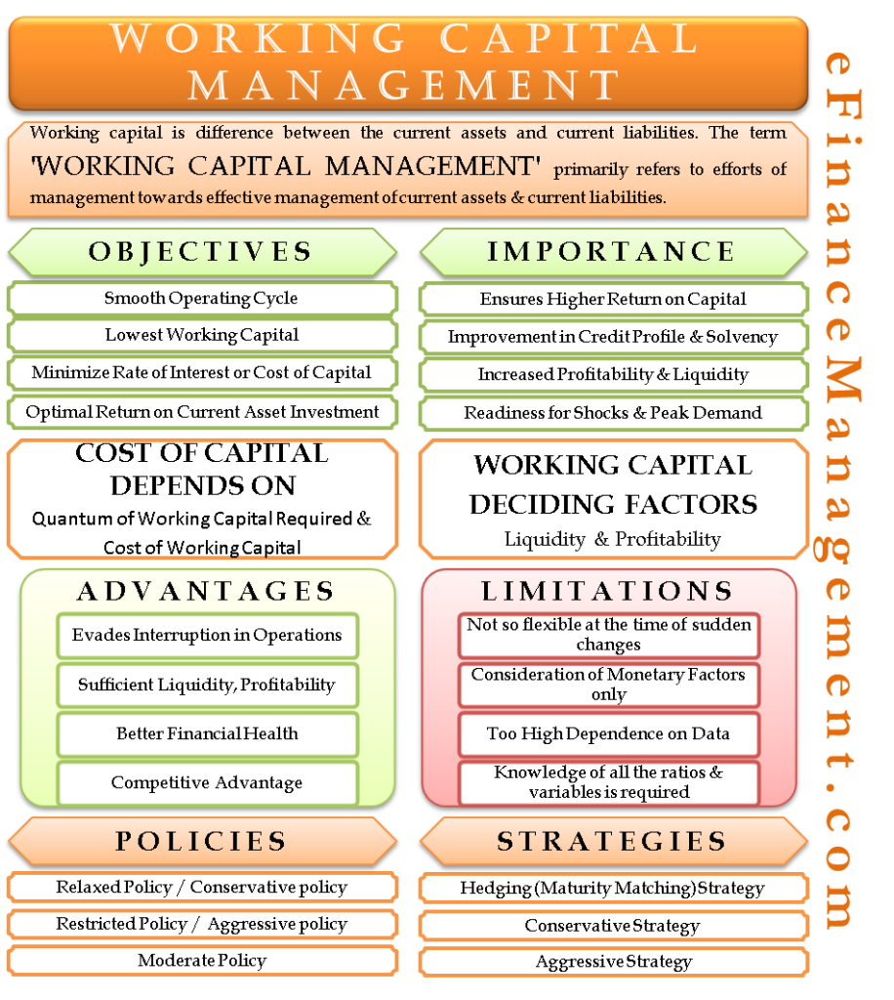 WORKING CAPITAL
MANAGEMENT
Working capital is difference between the current assets and current liabilities. The term
'WORKING CAPITAL MANAGEMENT' primarily refers to efforts of
management towards effective management of current assets & current liabilities.
OBJECTIVES
Smooth Operating Cycle
Lowest Working Capital
Minimize Rate of Interest or Cost of Capital
Optimal Return on Current Asset Investment
IMPORTANCE
Ensures Higher Return on Capital
Improvement in Credit Profile & Solvency
Increased Profitability & Liquidity
Readiness for Shocks & Peak Demand
COST OF CAPITAL
DEPENDS ON
Quantum of Working Capital Required &
Cost of Working Capital
WORKING CAPITAL
DECIDING FACTORS
Liquidity & Profitability
ADVANTAGES
Evades Interruption in Operations
Sufficient Liquidity, Profitability
Better Financial Health
Competitive Advantage
LIMITATIONS
Not so flexible at the time of sudden
changes
Consideration of Monetary Factors
only
Too High Dependence on Data
Knowledge of all the ratios &
variables is required
POLICIES
Relaxed Policy / Conservative policy
Restricted Policy / Aggressive policy
Moderate Policy
STRATEGIES
Hedging (Maturity Matching) Strategy
Conservative Strategy
Aggressive Strategy
eFinanceManagement.com